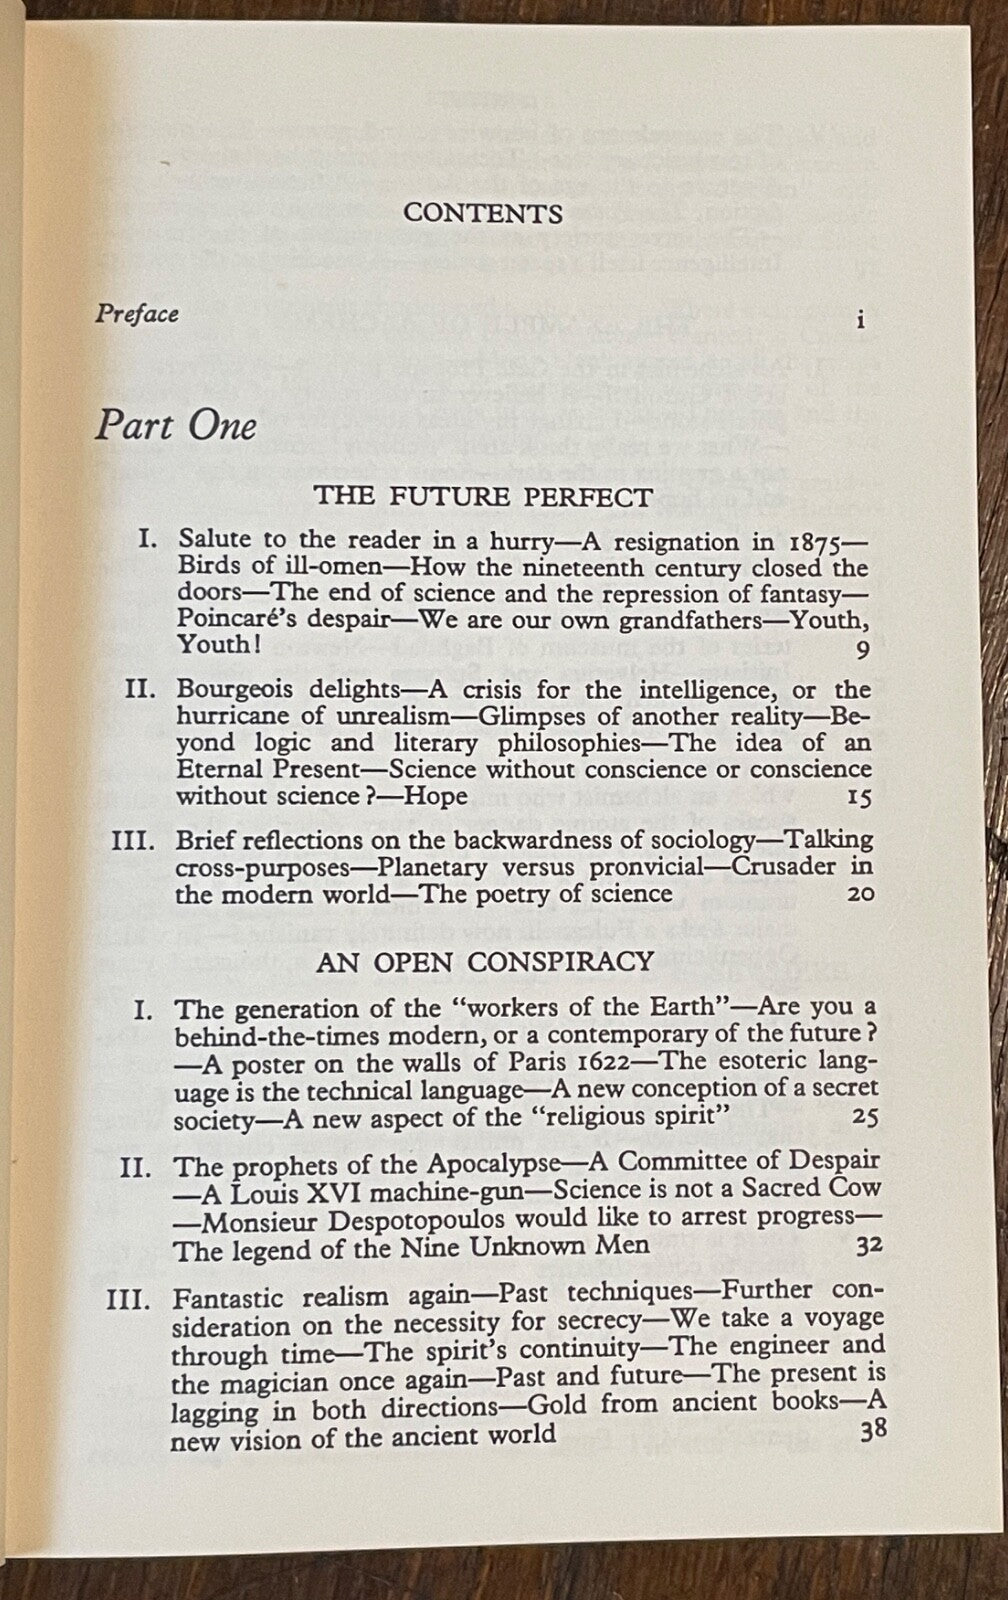 CONTENTS
Preface i
Part One
THE FUTURE PERFECT
I. Salute to the reader in a hurry—A resignation in 1875—
Birds of ill-omen—How the nineteenth century closed the
doors—The end of science and the repression of fantasy—
Poincaré's despair—We are our own grandfathers—Youth,
Youth! 9
II. Bourgeois delights—A crisis for the intelligence, or the
hurricane of unrealism—Glimpses of another reality—Be-
yond logic and literary philosophies—The idea of an
Eternal Present—Science without conscience or conscience
without science?—Hope 15
III. Brief reflections on the backwardness of sociology—Talking
cross-purposes—Planetary versus pronvicial—Crusader in
the modern world—The poetry of science 20
AN OPEN CONSPIRACY
I. The generation of the "workers of the Earth"—Are you a
behind-the-times modern, or a contemporary of the future?
—A poster on the walls of Paris 1622—The esoteric lang-
uage is the technical language—A new conception of a secret
society—A new aspect of the "religious spirit" 25
II. The prophets of the Apocalypse—A Committee of Despair
—A Louis XVI machine-gun—Science is not a Sacred Cow
—Monsieur Despotopoulos would like to arrest progress—
The legend of the Nine Unknown Men 32
III. Fantastic realism again—Past techniques—Further con-
sideration on the necessity for secrecy—We take a voyage
through time—The spirit's continuity—The engineer and
the magician once again—Past and future—The present is
lagging in both directions—Gold from ancient books—A
new vision of the ancient world 38